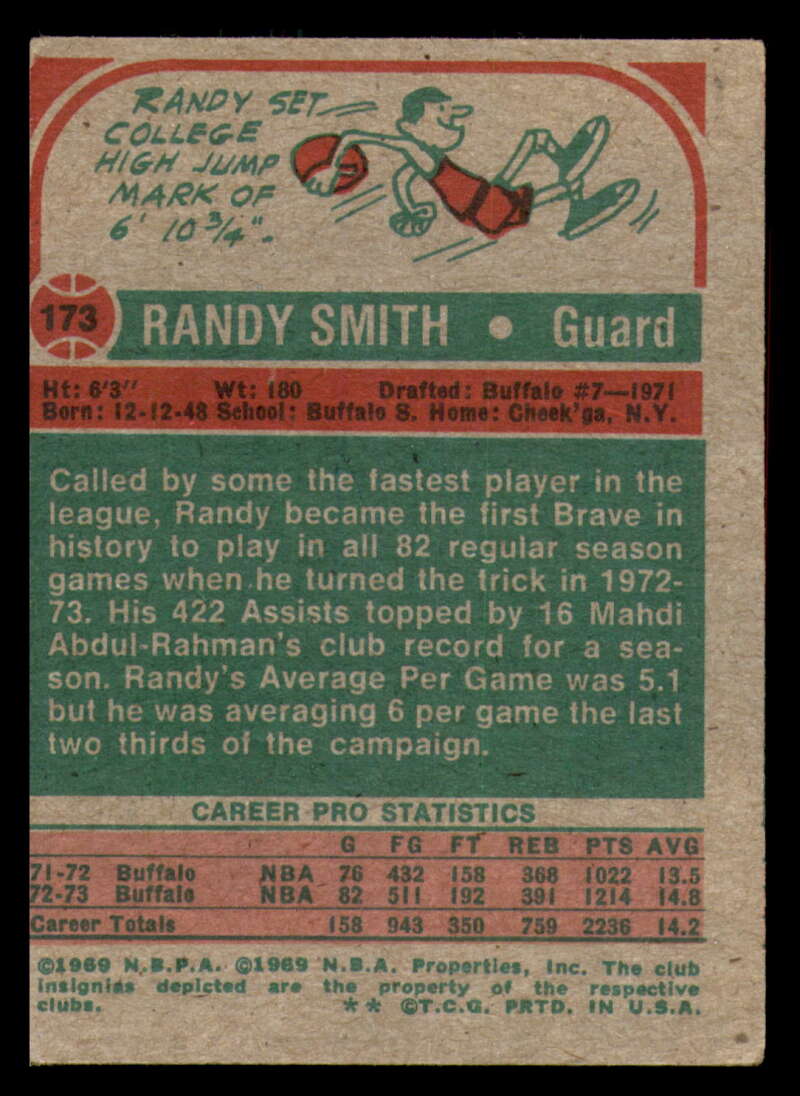 RANDY SET
COLLEGE
HIGH JUMP
MARK OF
6' 10 3/4".
173 RANDY SMITH • Guard
Ht: 6'3" Wt: 180 Drafted: Buffalo #7—1971
Born: 12-12-48 School: Buffalo S. Home: Cheek'ga, N.Y.
Called by some the fastest player in the
league, Randy became the first Brave in
history to play in all 82 regular season
games when he turned the trick in 1972-
73. His 422 Assists topped by 16 Mahdi
Abdul-Rahman's club record for a sea-
son. Randy's Average Per Game was 5.1
but he was averaging 6 per game the last
two thirds of the campaign.
CAREER PRO STATISTICS
G FG FT REB PTS AVG
71-72 Buffalo NBA 76 432 158 368 1022 13.5
72-73 Buffalo NBA 82 511 192 391 1214 14.8
Career Totals 158 943 350 759 2236 14.2
©1969 N.B.P.A. ©1969 N.B.A. Properties, Inc. The club
insignias depicted are the property of the respective
clubs. ** ©T.C.G. PRTD. IN U.S.A.